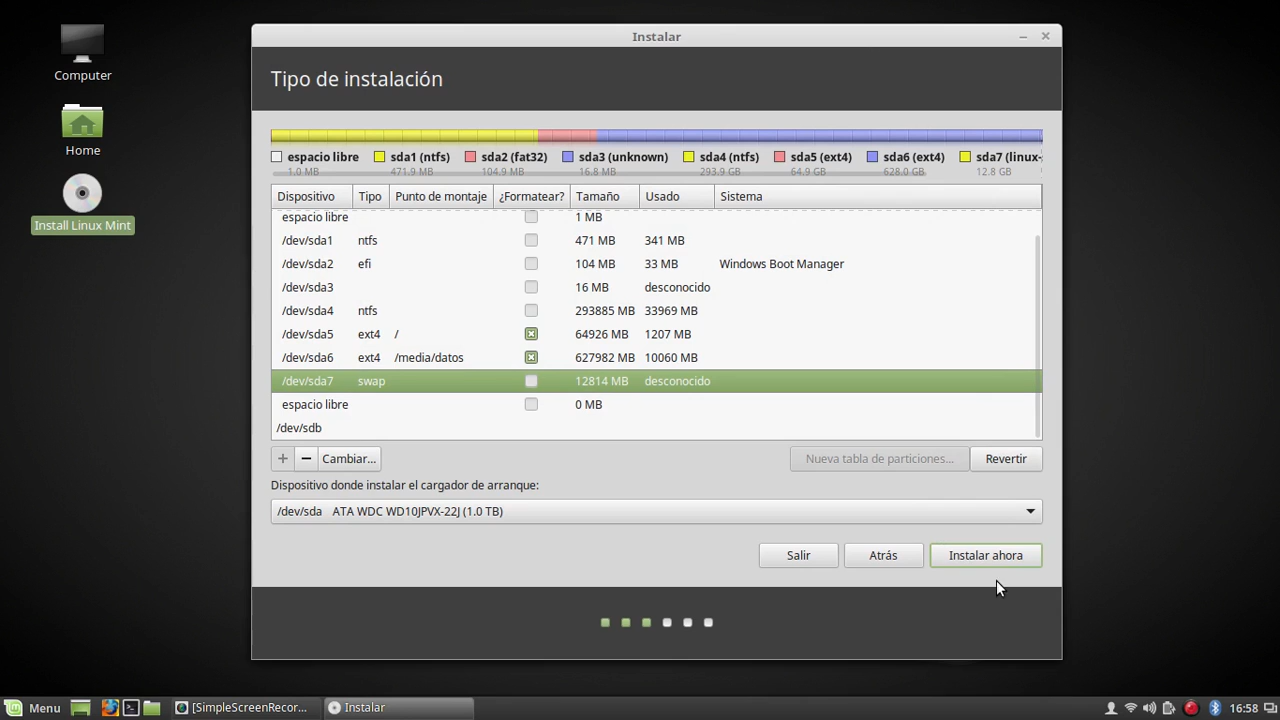 Instalar
Computer
Home
Install Linux Mint
Tipo de instalación
espacio libre sda1 (ntfs) sda2 (fat32) sda3 (unknown) sda4 (ntfs) sda5 (ext4) sda6 (ext4) sda7 (linux-
1.0 MB 471.9 MB 104.9 MB 16.8 MB 293.9 GB 64.9 GB 628.0 GB 12.8 GB
Dispositivo Tipo Punto de montaje ¿Formatear? Tamaño Usado Sistema
espacio libre 1 MB
/dev/sda1 ntfs 471 MB 341 MB
/dev/sda2 efi 104 MB 33 MB Windows Boot Manager
/dev/sda3 16 MB desconocido
/dev/sda4 ntfs 293885 MB 33969 MB
/dev/sda5 ext4 / 64926 MB 1207 MB
/dev/sda6 ext4 /media/datos 627982 MB 10060 MB
/dev/sda7 swap 12814 MB desconocido
espacio libre 0 MB
/dev/sdb
+ − Cambiar... Nueva tabla de particiones... Revertir
Dispositivo donde instalar el cargador de arranque:
/dev/sda ATA WDC WD10JPVX-22J (1.0 TB)
Salir Atrás Instalar ahora
Menu [SimpleScreenRecor... Instalar 16:58